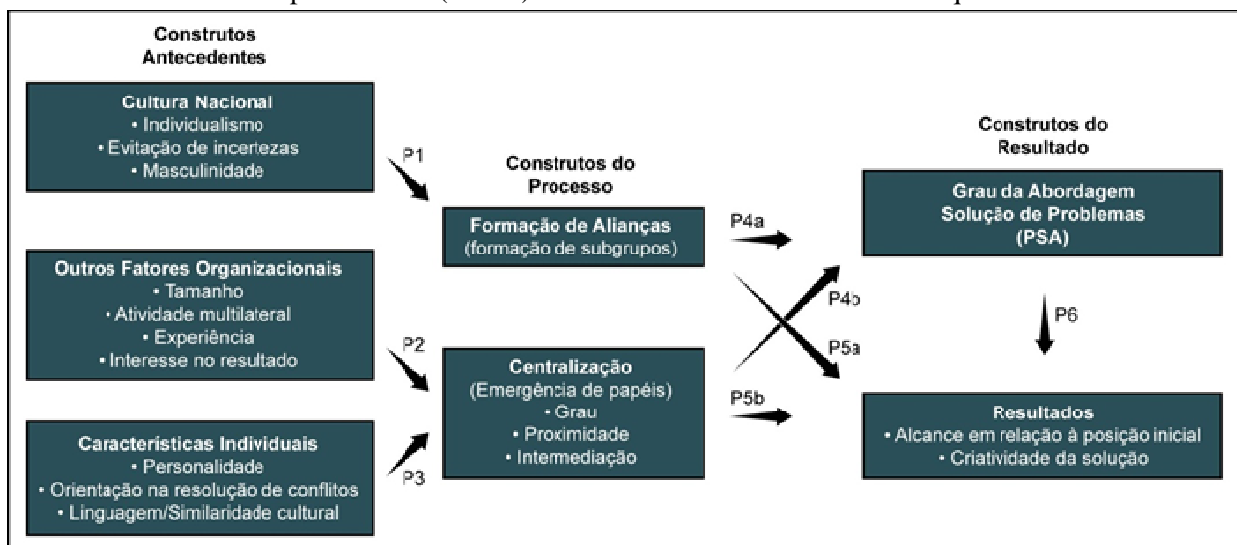 Construtos
Antecedentes
Cultura Nacional
• Individualismo
• Evitação de incertezas
• Masculinidade
Outros Fatores Organizacionais
• Tamanho
• Atividade multilateral
• Experiência
• Interesse no resultado
Características Individuais
• Personalidade
• Orientação na resolução de conflitos
• Linguagem/Similaridade cultural
P1
P2
P3
Construtos do
Processo
Formação de Alianças
(formação de subgrupos)
Centralização
(Emergência de papéis)
• Grau
• Proximidade
• Intermediação
P4a
P4b
P5a
P5b
Construtos do
Resultado
Grau da Abordagem
Solução de Problemas
(PSA)
P6
Resultados
• Alcance em relação à posição inicial
• Criatividade da solução